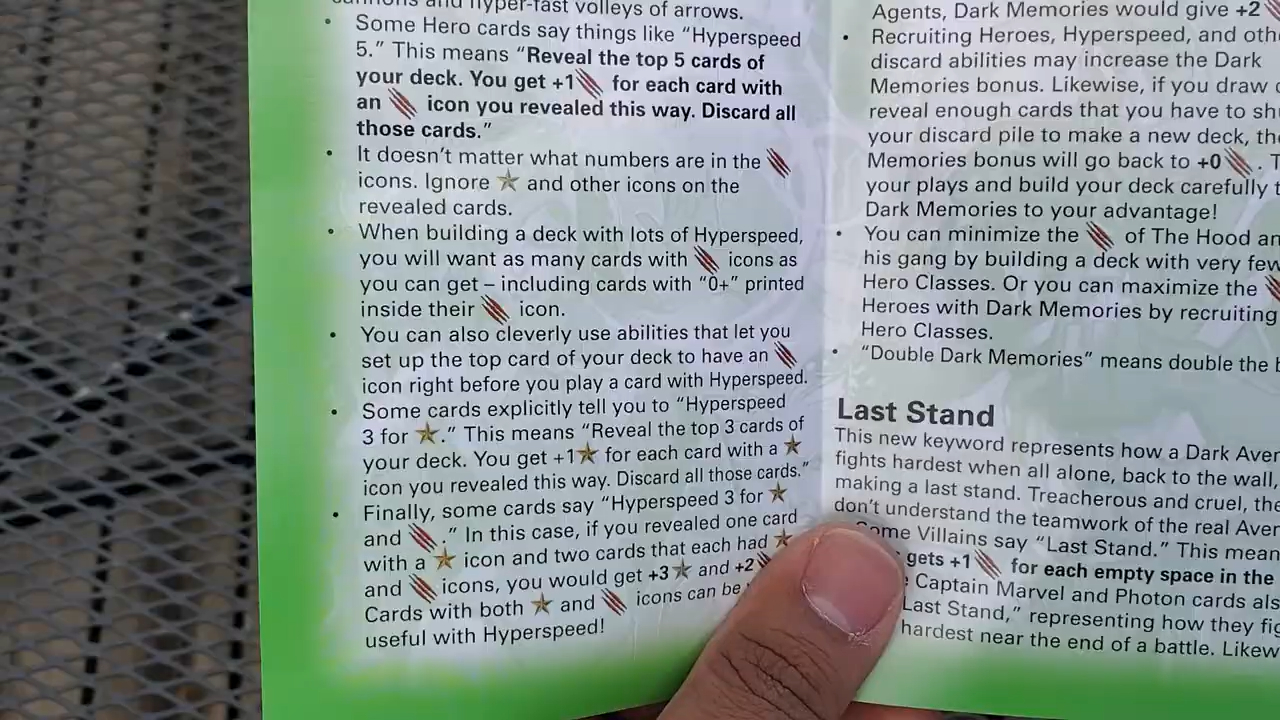 cannons and hyper-fast volleys of arrows.
• Some Hero cards say things like “Hyperspeed
5.” This means “Reveal the top 5 cards of
your deck. You get +1 for each card with
an icon you revealed this way. Discard all
those cards.”
• It doesn’t matter what numbers are in the
icons. Ignore and other icons on the
revealed cards.
• When building a deck with lots of Hyperspeed,
you will want as many cards with icons as
you can get – including cards with “0+” printed
inside their icon.
• You can also cleverly use abilities that let you
set up the top card of your deck to have an
icon right before you play a card with Hyperspeed.
• Some cards explicitly tell you to “Hyperspeed
3 for .” This means “Reveal the top 3 cards of
your deck. You get +1 for each card with a
icon you revealed this way. Discard all those cards.”
• Finally, some cards say “Hyperspeed 3 for
and .” In this case, if you revealed one card
with a icon and two cards that each had
and icons, you would get +3 and +2
Cards with both and icons can be
useful with Hyperspeed!
Agents, Dark Memories would give +2
• Recruiting Heroes, Hyperspeed, and
discard abilities may increase the Dark
Memories bonus. Likewise, if you draw
reveal enough cards that you have to
your discard pile to make a new deck,
Memories bonus will go back to +0 .
your plays and build your deck carefully
Dark Memories to your advantage!
• You can minimize the of The Hood
his gang by building a deck with very few
Hero Classes. Or you can maximize the
Heroes with Dark Memories by recruiting
Hero Classes.
• “Double Dark Memories” means double the
Last Stand
This new keyword represents how a Dark
fights hardest when all alone, back to the wall,
making a last stand. Treacherous and cruel,
don’t understand the teamwork of the real
Some Villains say “Last Stand.” This
gets +1 for each empty space in the
Captain Marvel and Photon cards
Last Stand,” representing how they
hardest near the end of a battle.